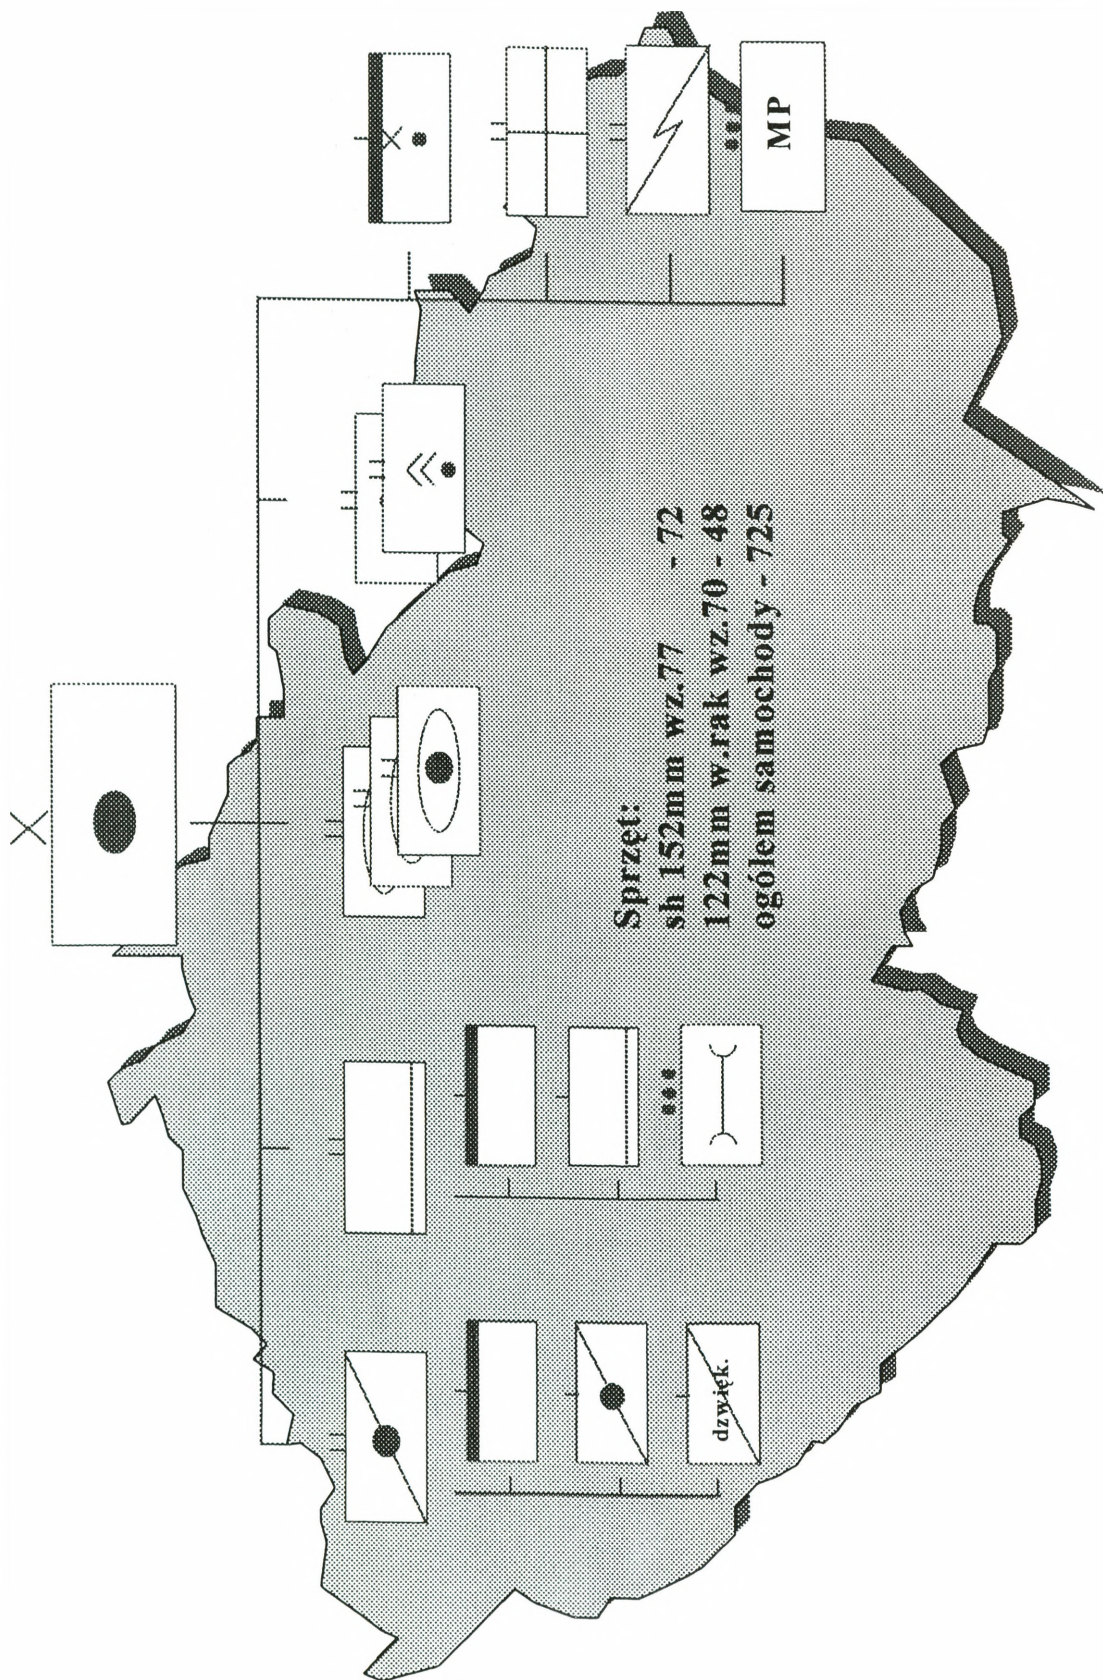 MP
Sprzęt:
sh 152mm wz.77 - 72
122mm w.rak wz.70 - 48
ogółem samochody - 725
dzwięk.